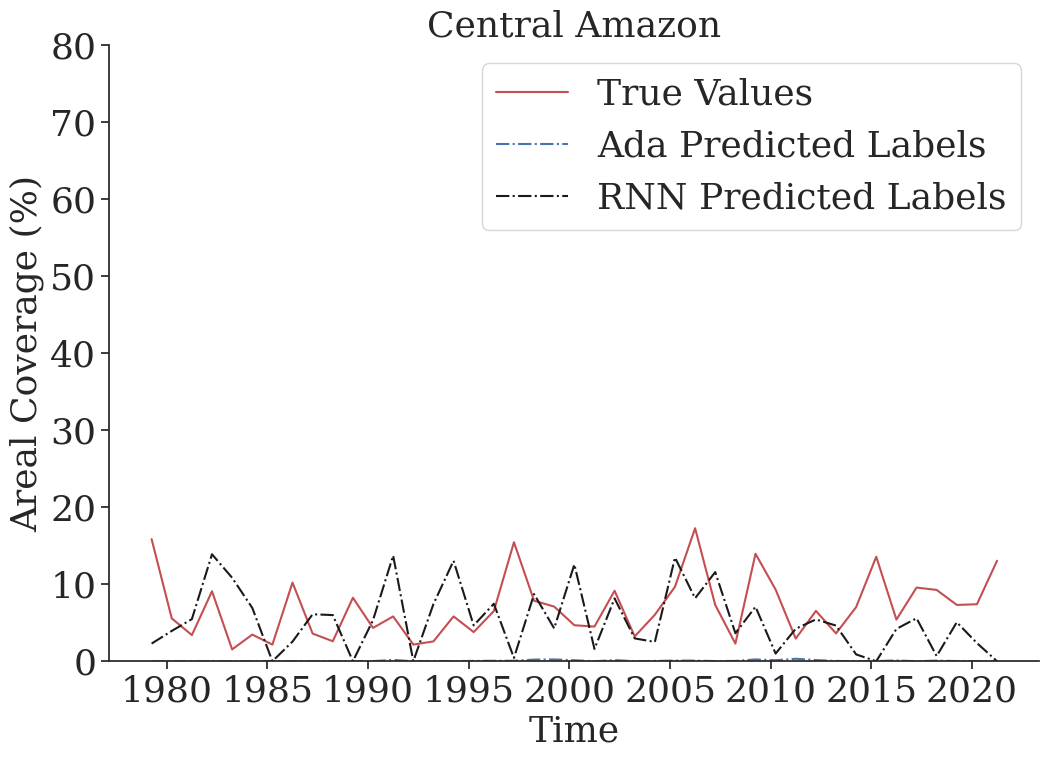 Central Amazon
True Values
Ada Predicted Labels
RNN Predicted Labels
Areal Coverage (%)
80
70
60
50
40
30
20
10
0
1980 1985 1990 1995 2000 2005 2010 2015 2020
Time